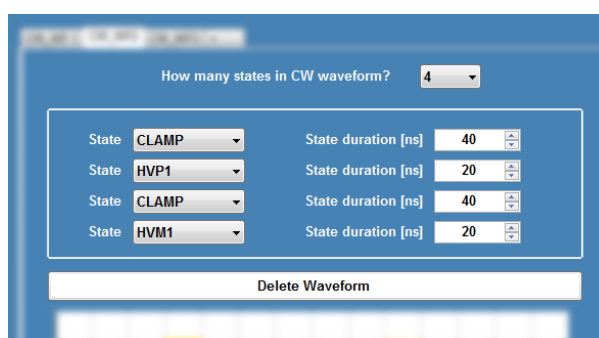 How many states in CW waveform? 4
State CLAMP State duration [ns] 40
State HVP1 State duration [ns] 20
State CLAMP State duration [ns] 40
State HVM1 State duration [ns] 20
Delete Waveform